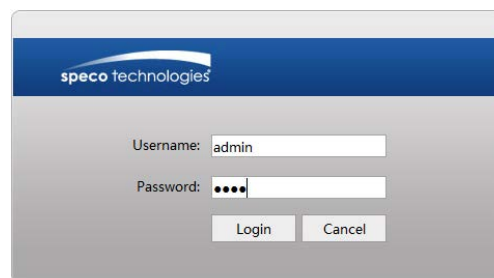 speco technologies
Username: admin
Password: ••••
Login Cancel